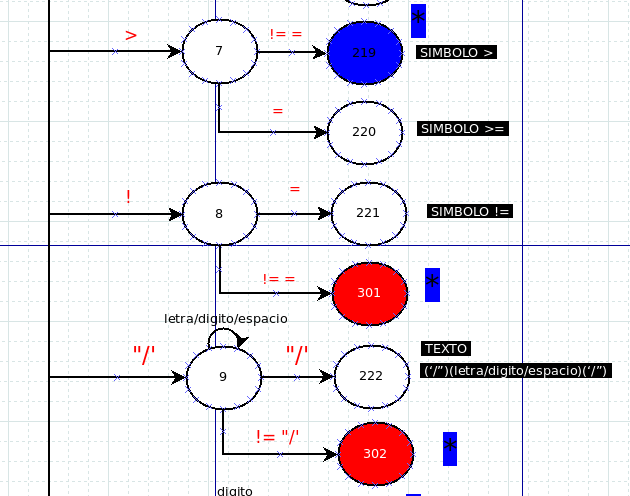 *
> 7 !== 219 SIMBOLO >
= 220 SIMBOLO >=
! 8 = 221 SIMBOLO !=
!== 301 *
letra/digito/espacio
"/' 9 "/' 222 TEXTO
(‘/”)(letra/digito/espacio)(‘/”)
!= "/' 302 *
digito